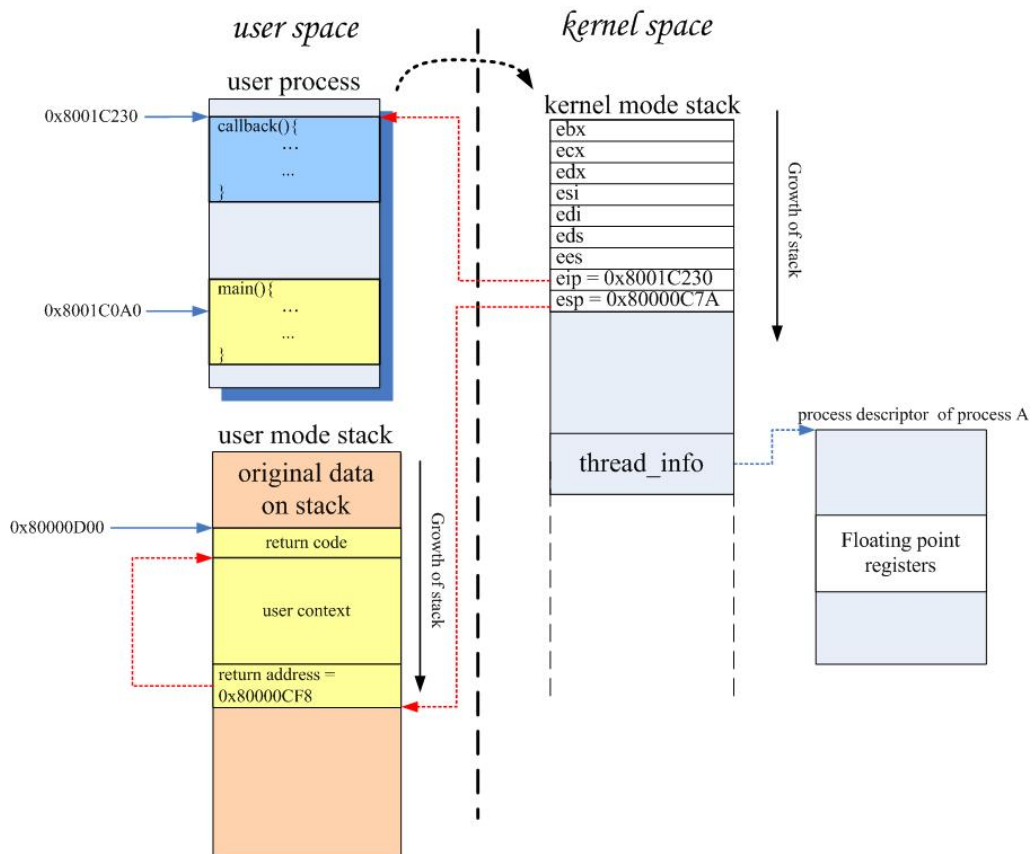 user space
kernel space
user process
0x8001C230
callback(){
...
...
}
main(){
0x8001C0A0
...
...
}
kernel mode stack
ebx
ecx
edx
esi
edi
eds
ees
eip = 0x8001C230
esp = 0x80000C7A
Growth of stack
thread_info
process descriptor of process A
Floating point
registers
user mode stack
original data
on stack
0x80000D00
return code
user context
return address =
0x80000CF8
Growth of stack